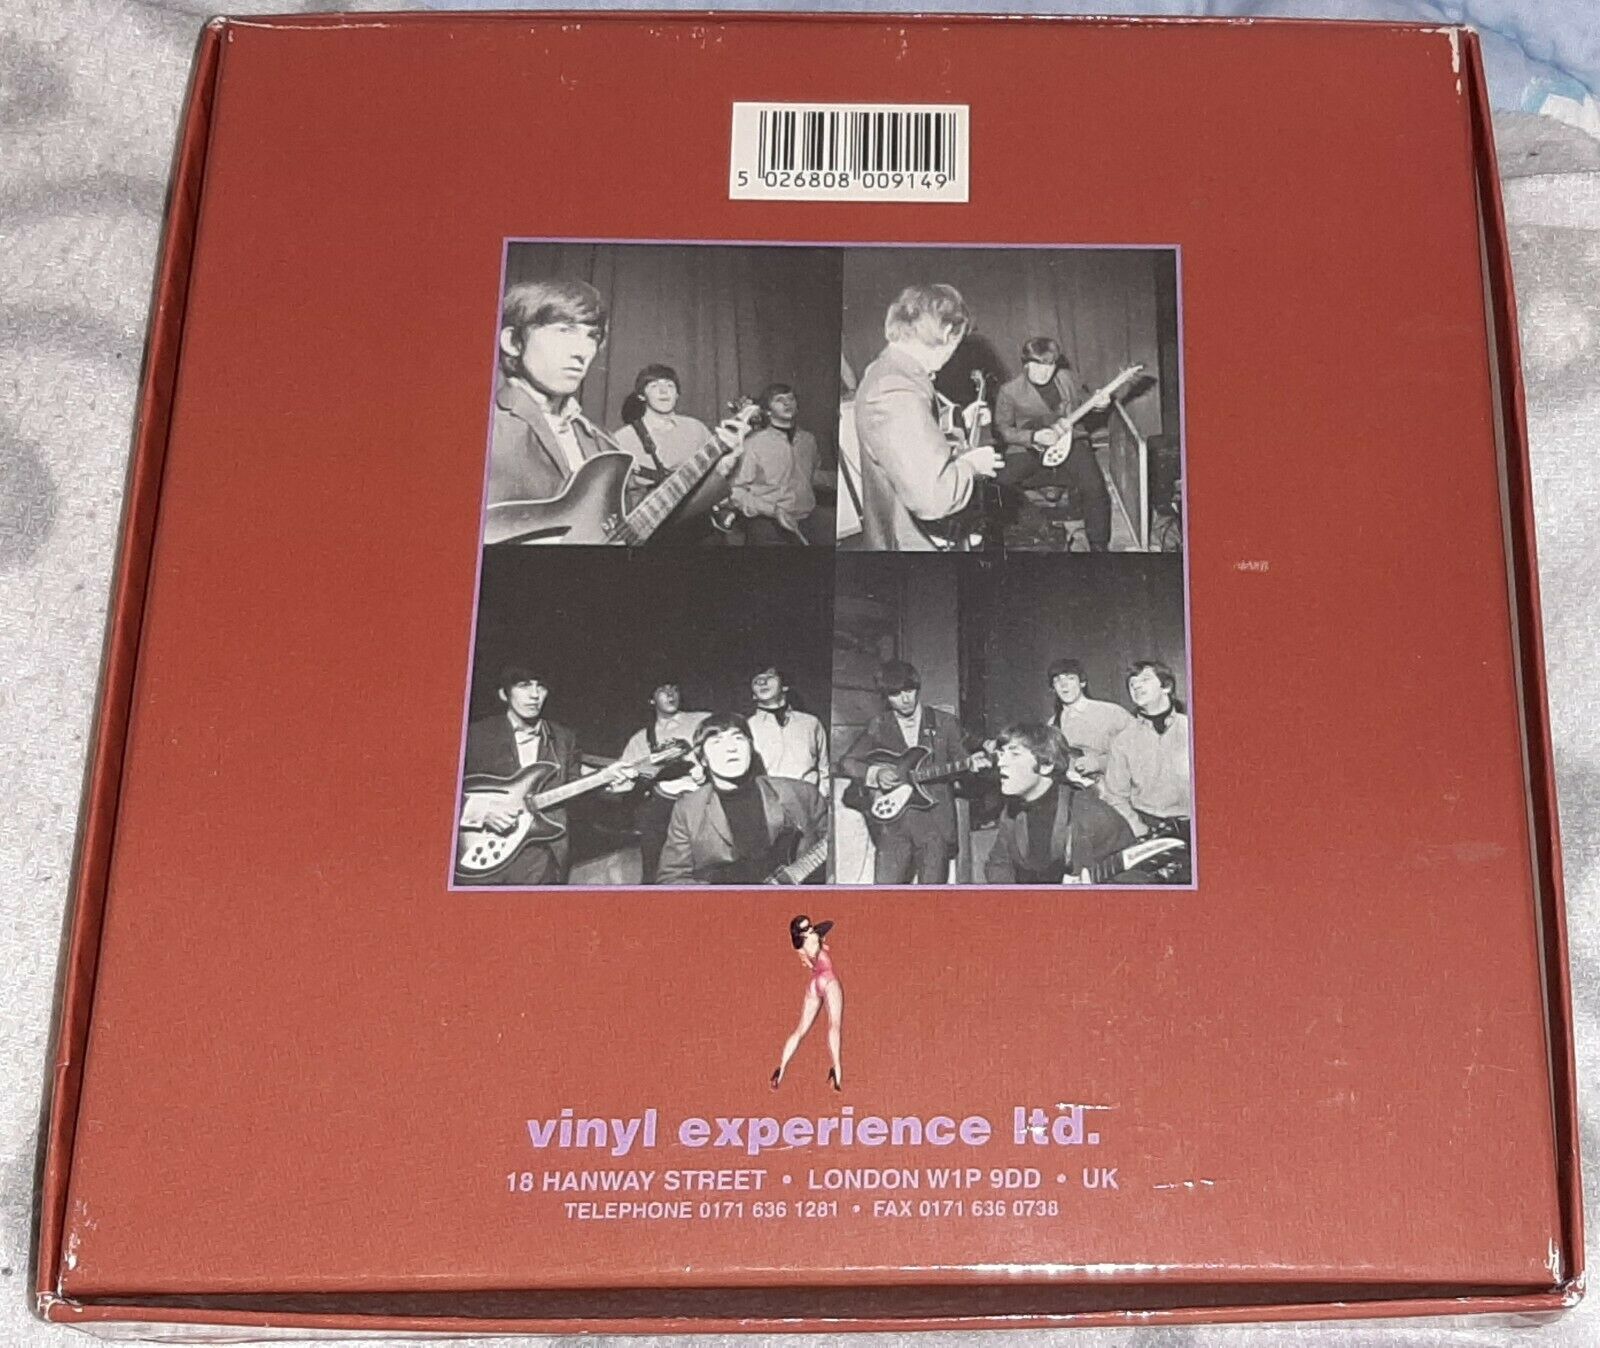 5 026808 009149
vinyl experience ltd.
18 HANWAY STREET • LONDON W1P 9DD • UK
TELEPHONE 0171 636 1281 • FAX 0171 636 0738